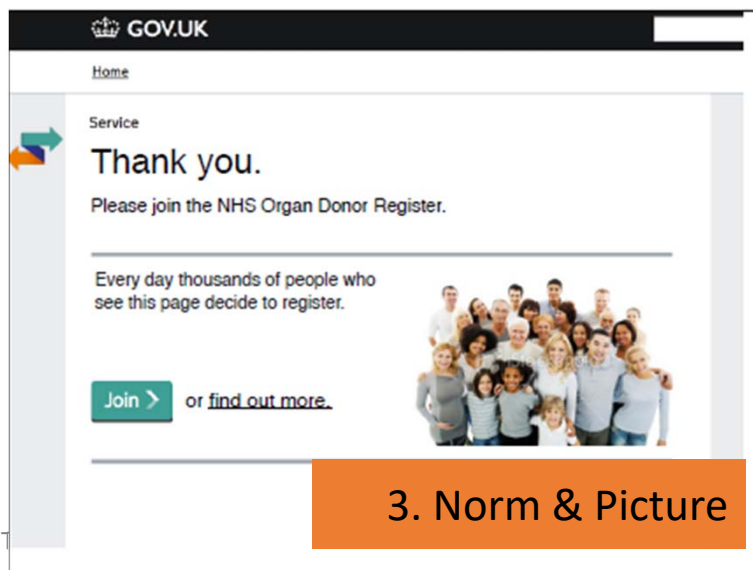 GOV.UK
Home
Service
Thank you.
Please join the NHS Organ Donor Register.
Every day thousands of people who
see this page decide to register.
Join > or find out more.
3. Norm & Picture
T